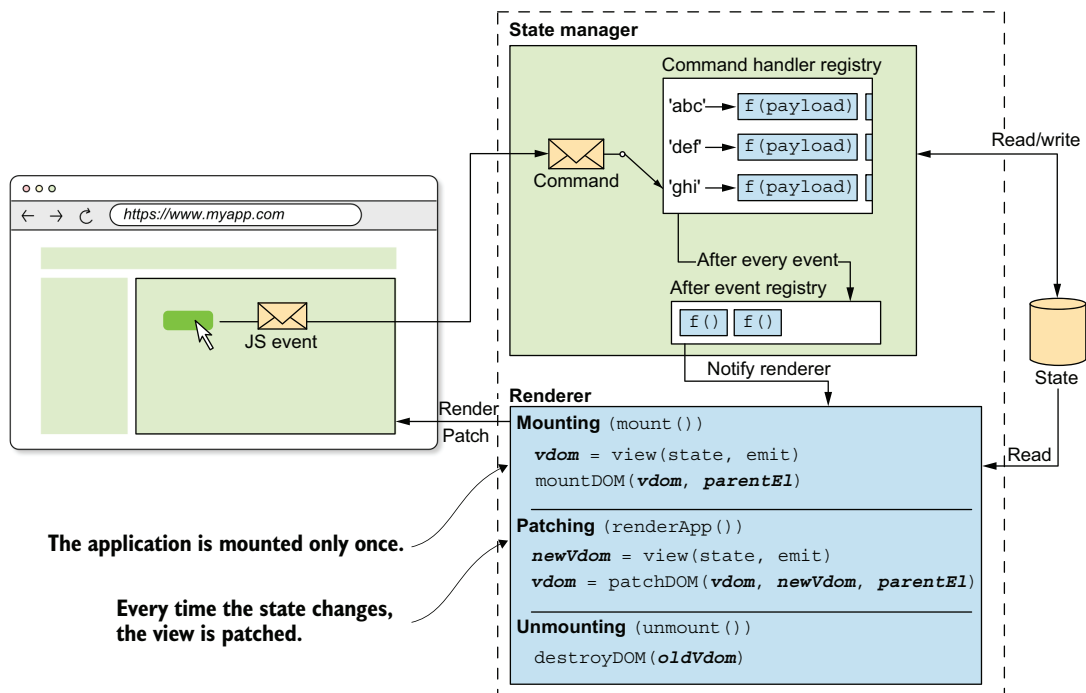 State manager
Command handler registry
'abc' f(payload)
'def' f(payload)
'ghi' f(payload)
Command
Read/write
https://www.myapp.com
JS event
After every event
After event registry
f() f()
Notify renderer
State
Renderer
Render
Patch
Read
Mounting (mount())
vdom = view(state, emit)
mountDOM(vdom, parentEl)
The application is mounted only once.
Patching (renderApp())
newVdom = view(state, emit)
vdom = patchDOM(vdom, newVdom, parentEl)
Every time the state changes,
the view is patched.
Unmounting (unmount())
destroyDOM(oldVdom)